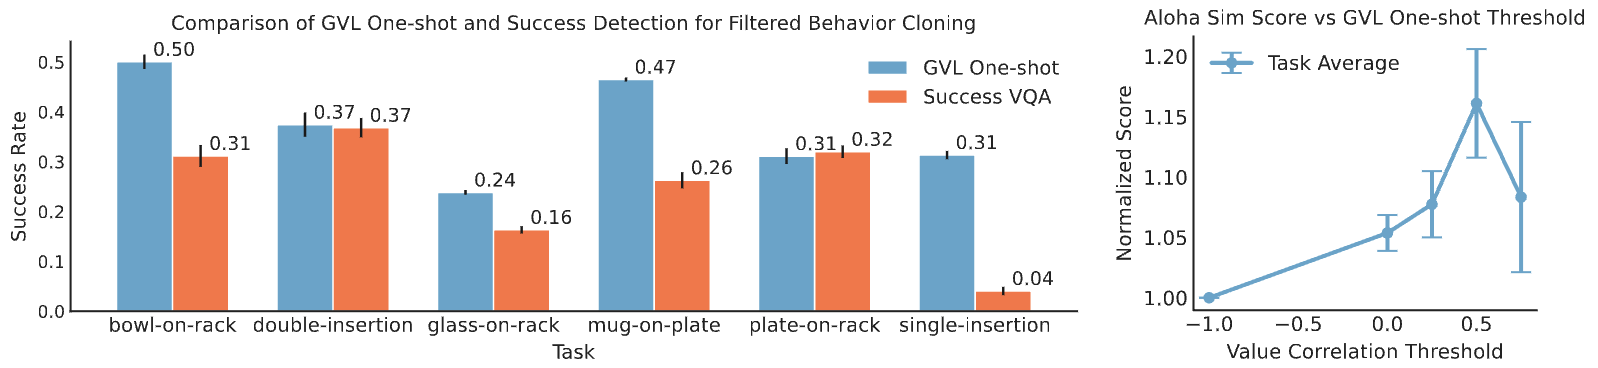 Comparison of GVL One-shot and Success Detection for Filtered Behavior Cloning
Success Rate
0.5
0.4
0.3
0.2
0.1
0.0
0.50
0.31
0.37
0.37
0.24
0.16
0.47
0.26
0.31
0.32
0.31
0.04
GVL One-shot
Success VQA
bowl-on-rack
double-insertion
glass-on-rack
mug-on-plate
plate-on-rack
single-insertion
Task
Aloha Sim Score vs GVL One-shot Threshold
Normalized Score
1.20
1.15
1.10
1.05
1.00
Task Average
−1.0
−0.5
0.0
0.5
Value Correlation Threshold